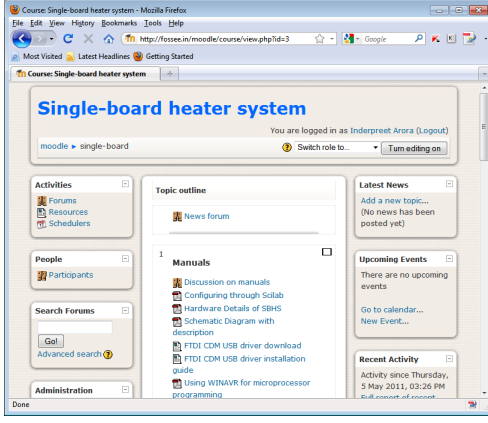 Course: Single-board heater system - Mozilla Firefox
File Edit View History Bookmarks Tools Help
http://fossee.in/moodle/course/view.php?id=3
Google
Most Visited Latest Headlines Getting Started
Course: Single-board heater system
Single-board heater system
You are logged in as Inderpreet Arora (Logout)
moodle ► single-board
Switch role to...
Turn editing on
Activities
Forums
Resources
Schedulers
People
Participants
Search Forums
Go!
Advanced search
Administration
Topic outline
News forum
1
Manuals
Discussion on manuals
Configuring through Scilab
Hardware Details of SBHS
Schematic Diagram with
description
FTDI CDM USB driver download
FTDI CDM USB driver installation
guide
Using WINAVR for microprocessor
programming
Latest News
Add a new topic...
(No news has been
posted yet)
Upcoming Events
There are no upcoming
events
Go to calendar...
New Event...
Recent Activity
Activity since Thursday,
5 May 2011, 03:26 PM
Full report of recent
Done